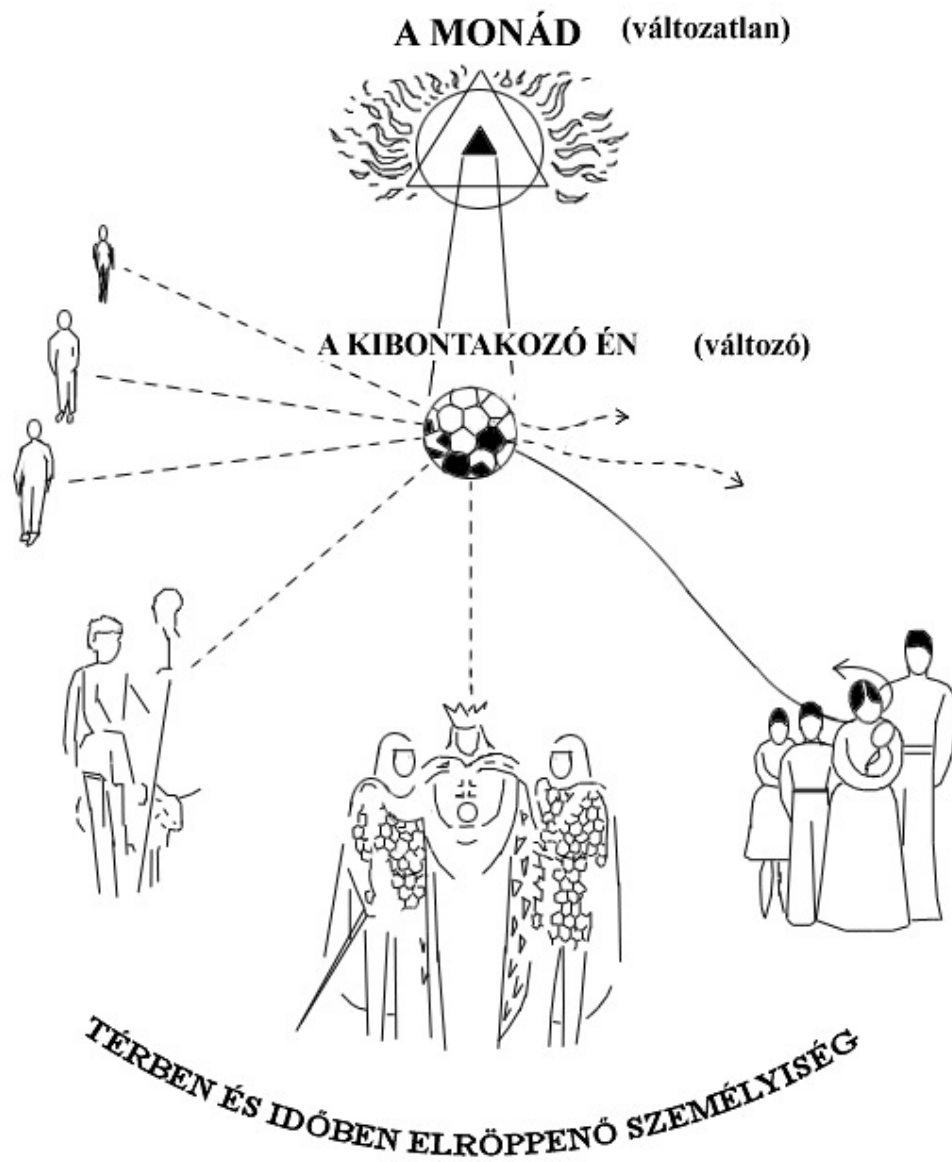 A MONÁD (változatlan)
A KIBONTAKOZÓ ÉN (változó)
TÉRBEN ÉS IDŐBEN ELRÖPPENŐ SZEMÉLYISÉG